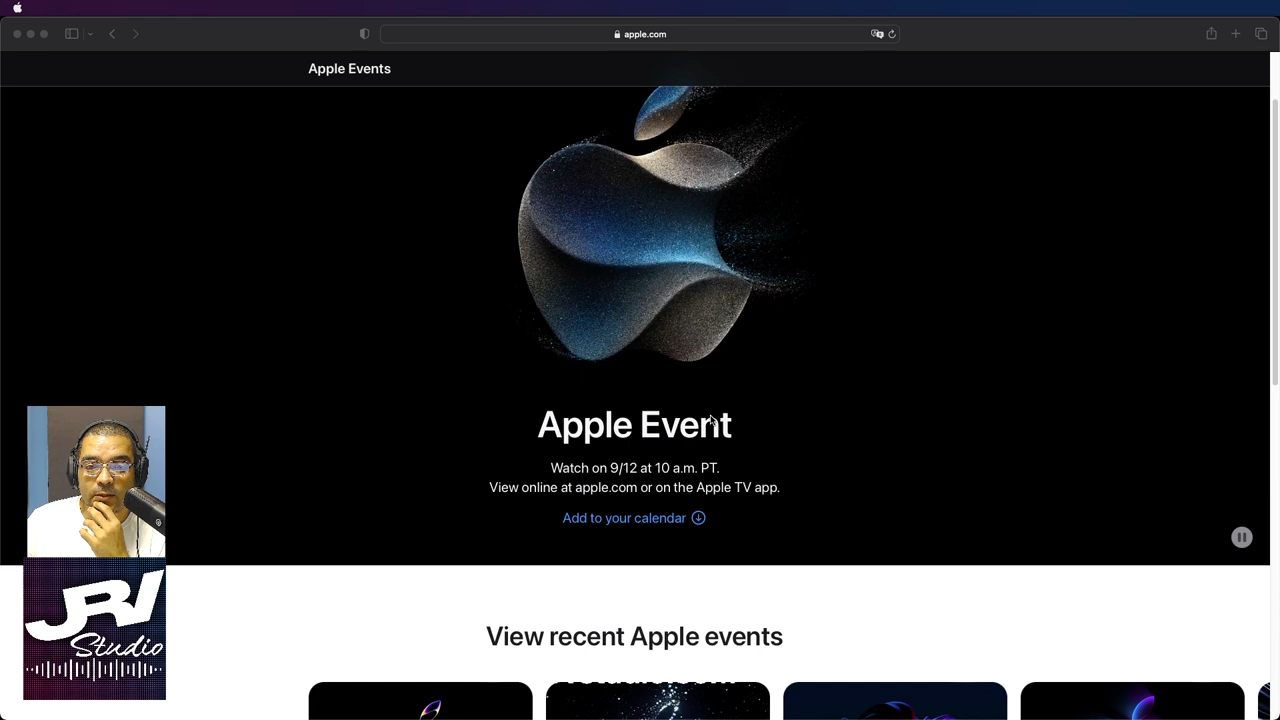 apple.com
Apple Events
Apple Event
Watch on 9/12 at 10 a.m. PT.
View online at apple.com or on the Apple TV app.
Add to your calendar
JRV
Studio
View recent Apple events